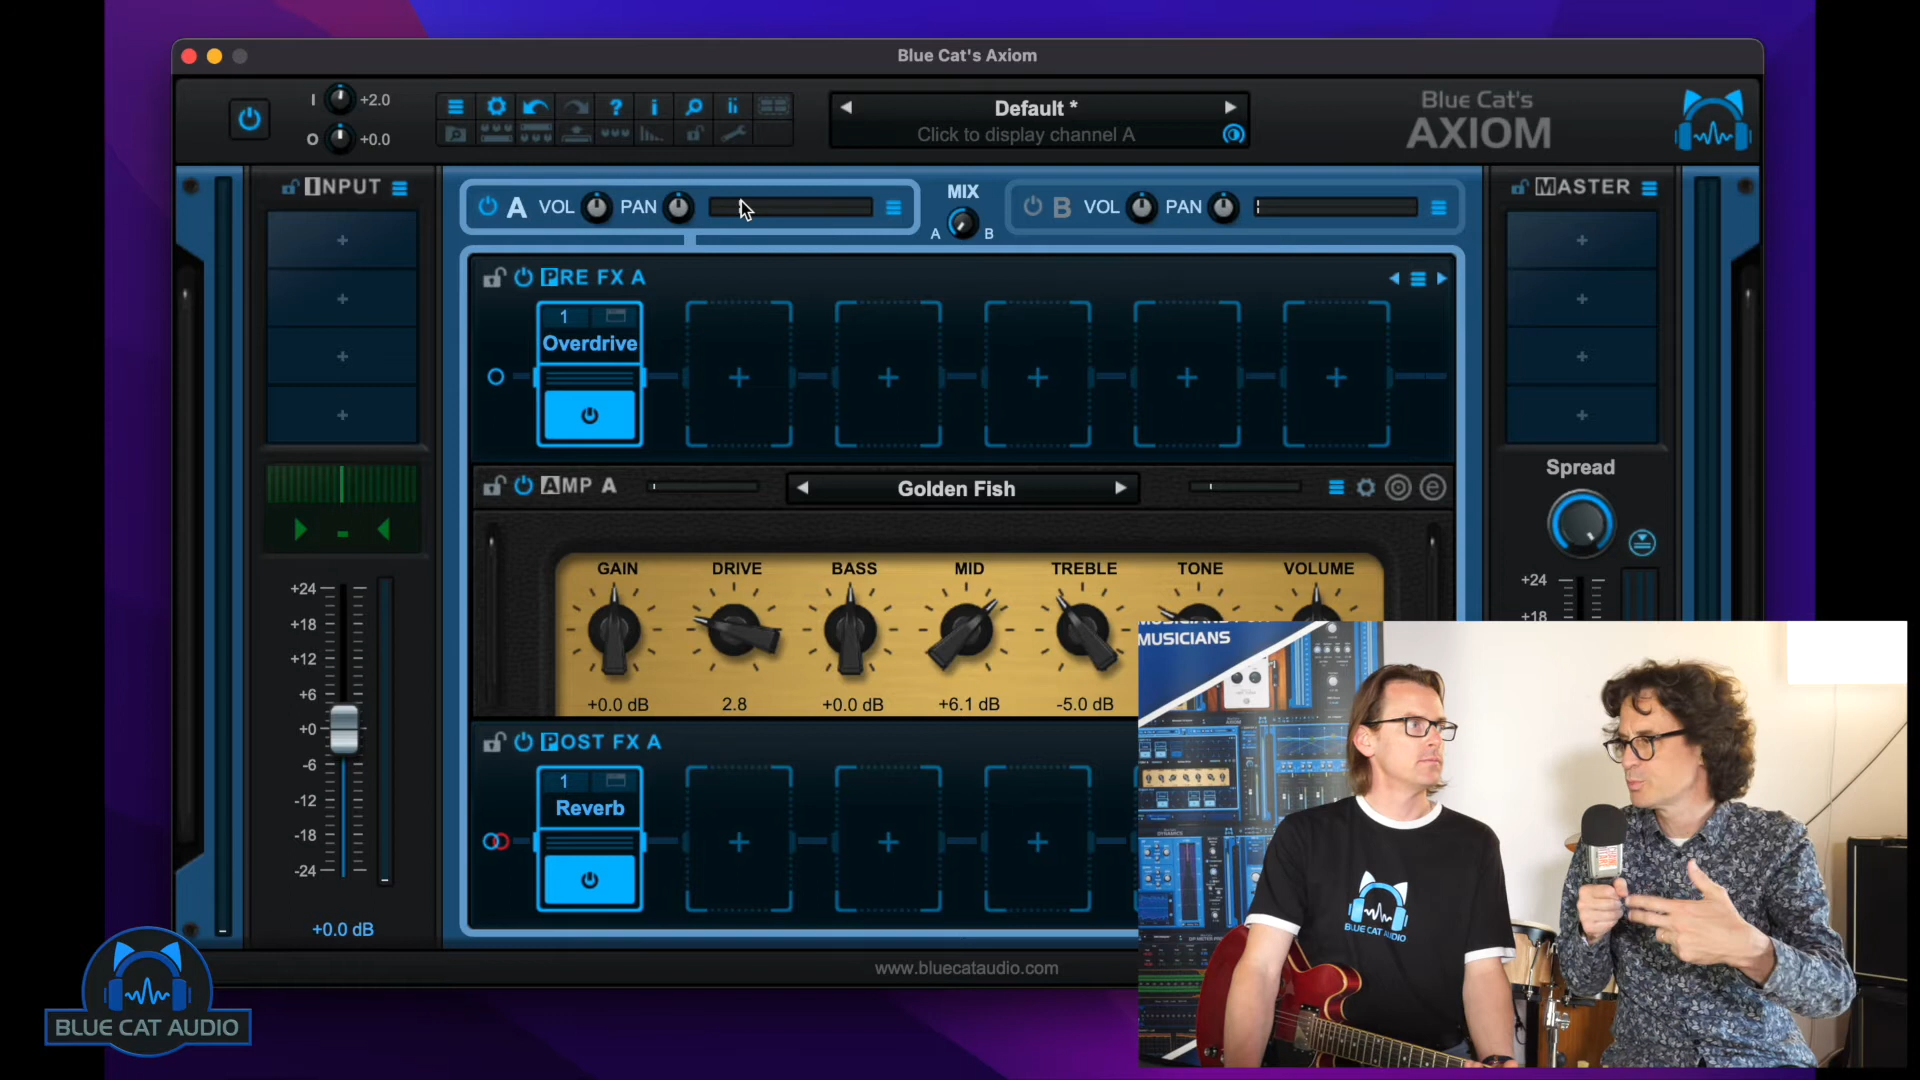 Blue Cat's Axiom
I +2.0
O +0.0
Default *
Click to display channel A
Blue Cat's
AXIOM
INPUT
A VOL PAN
MIX
A B
B VOL PAN
MASTER
PRE FX A
1
Overdrive
AMP A
Golden Fish
Spread
GAIN DRIVE BASS MID TREBLE TONE VOLUME
+0.0 dB 2.8 +0.0 dB +6.1 dB -5.0 dB
+24
+18
+12
+6
+0
-6
-12
-18
-24
+0.0 dB
+24
+18
POST FX A
1
Reverb
www.bluecataudio.com
MUSICIANS
BLUE CAT AUDIO
BLUE CAT AUDIO